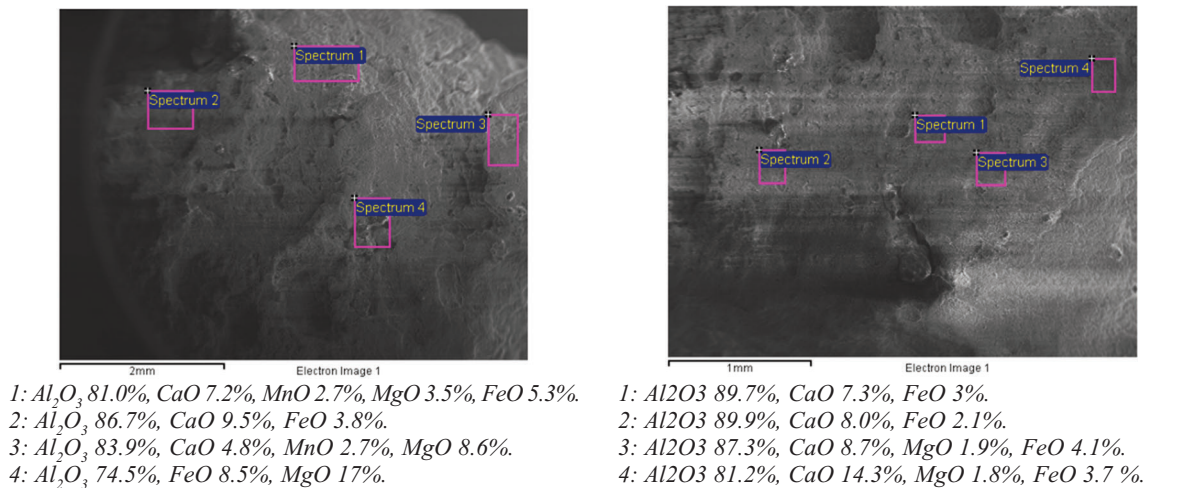 Spectrum 1
Spectrum 2
Spectrum 3
Spectrum 4
2mm
Electron Image 1
1: Al₂O₃ 81.0%, CaO 7.2%, MnO 2.7%, MgO 3.5%, FeO 5.3%.
2: Al₂O₃ 86.7%, CaO 9.5%, FeO 3.8%.
3: Al₂O₃ 83.9%, CaO 4.8%, MnO 2.7%, MgO 8.6%.
4: Al₂O₃ 74.5%, FeO 8.5%, MgO 17%.
Spectrum 4
Spectrum 1
Spectrum 2
Spectrum 3
1mm
Electron Image 1
1: Al2O3 89.7%, CaO 7.3%, FeO 3%.
2: Al2O3 89.9%, CaO 8.0%, FeO 2.1%.
3: Al2O3 87.3%, CaO 8.7%, MgO 1.9%, FeO 4.1%.
4: Al2O3 81.2%, CaO 14.3%, MgO 1.8%, FeO 3.7 %.